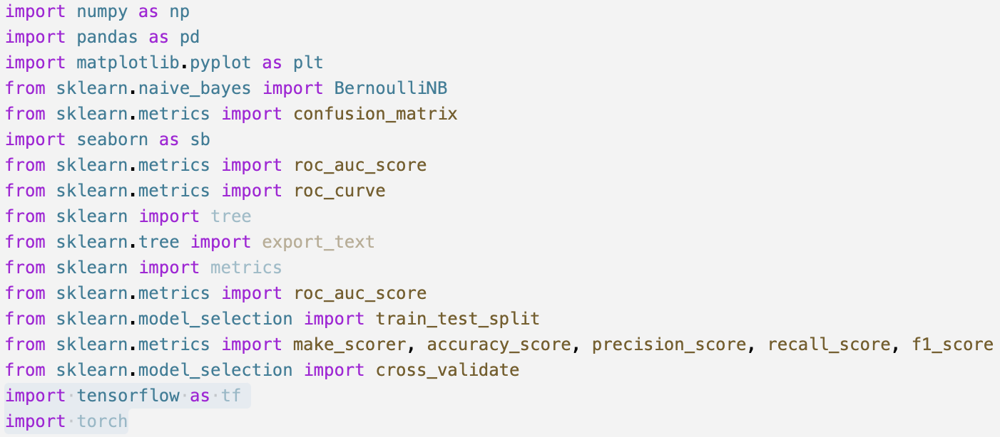 import numpy as np
import pandas as pd
import matplotlib.pyplot as plt
from sklearn.naive_bayes import BernoulliNB
from sklearn.metrics import confusion_matrix
import seaborn as sb
from sklearn.metrics import roc_auc_score
from sklearn.metrics import roc_curve
from sklearn import tree
from sklearn.tree import export_text
from sklearn import metrics
from sklearn.metrics import roc_auc_score
from sklearn.model_selection import train_test_split
from sklearn.metrics import make_scorer, accuracy_score, precision_score, recall_score, f1_score
from sklearn.model_selection import cross_validate
import tensorflow as tf
import torch